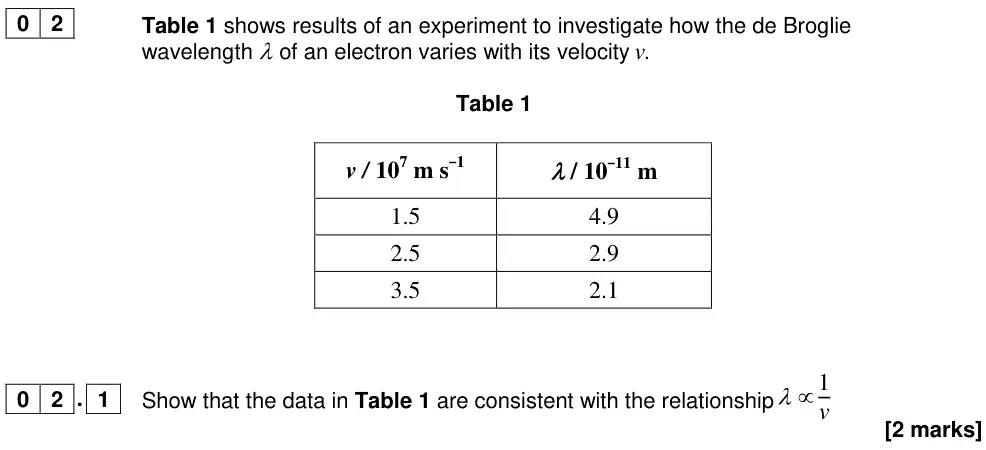 0 2 Table 1 shows results of an experiment to investigate how the de Broglie
wavelength λ of an electron varies with its velocity v.
Table 1
v / 10⁷ m s⁻¹ λ / 10⁻¹¹ m
1.5 4.9
2.5 2.9
3.5 2.1
0 2 . 1 Show that the data in Table 1 are consistent with the relationship λ ∝ 1/v
[2 marks]